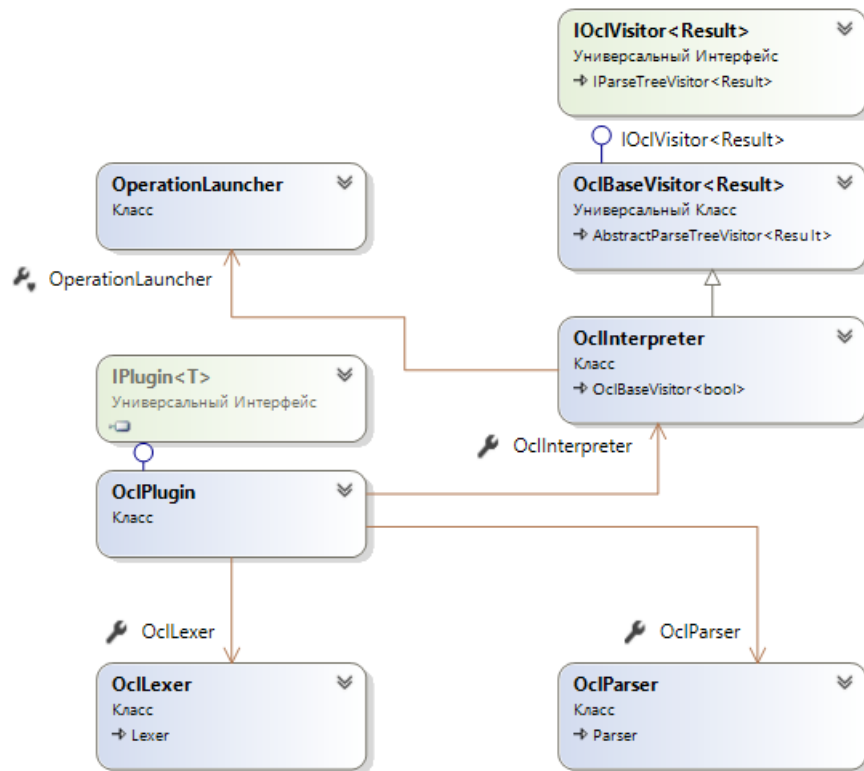 IOclVisitor<Result>
Универсальный Интерфейс
IParseTreeVisitor<Result>
IOclVisitor<Result>
OperationLauncher
Класс
OclBaseVisitor<Result>
Универсальный Класс
AbstractParseTreeVisitor<Result>
OperationLauncher
OclInterpreter
Класс
OclBaseVisitor<bool>
IPlugin<T>
Универсальный Интерфейс
OclInterpreter
OclPlugin
Класс
OclLexer
OclParser
OclLexer
Класс
Lexer
OclParser
Класс
Parser